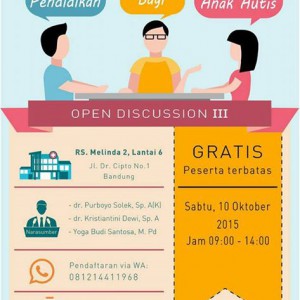 Pendidikan
Bagi
Anak Autis
OPEN DISCUSSION III
RS. Melinda 2, Lantai 6
Jl. Dr. Cipto No.1
Bandung
Narasumber
- dr. Purboyo Solek, Sp. A(K)
- dr. Kristiantini Dewi, Sp. A
- Yoga Budi Santosa, M. Pd
Pendaftaran via WA:
081214411968
GRATIS
Peserta terbatas
Sabtu, 10 Oktober
2015
Jam 09:00 - 14:00